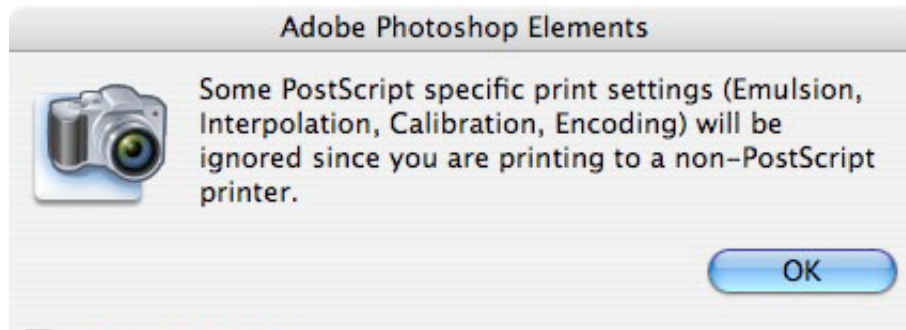 Adobe Photoshop Elements
Some PostScript specific print settings (Emulsion,
Interpolation, Calibration, Encoding) will be
ignored since you are printing to a non-PostScript
printer.
OK